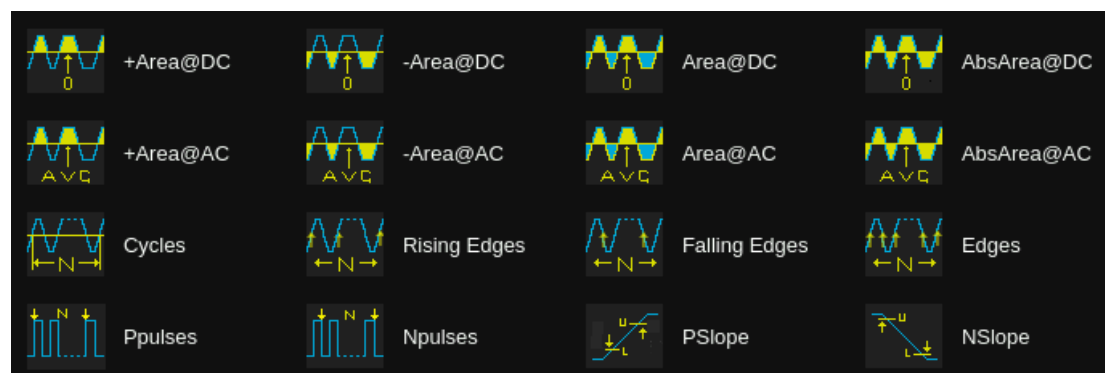 +Area@DC -Area@DC Area@DC AbsArea@DC
0 0 0 0
+Area@AC -Area@AC Area@AC AbsArea@AC
AVG AVG AVG AVG
Cycles Rising Edges Falling Edges Edges
N N N N
N N U U
Ppulses Npulses PSlope NSlope
L L